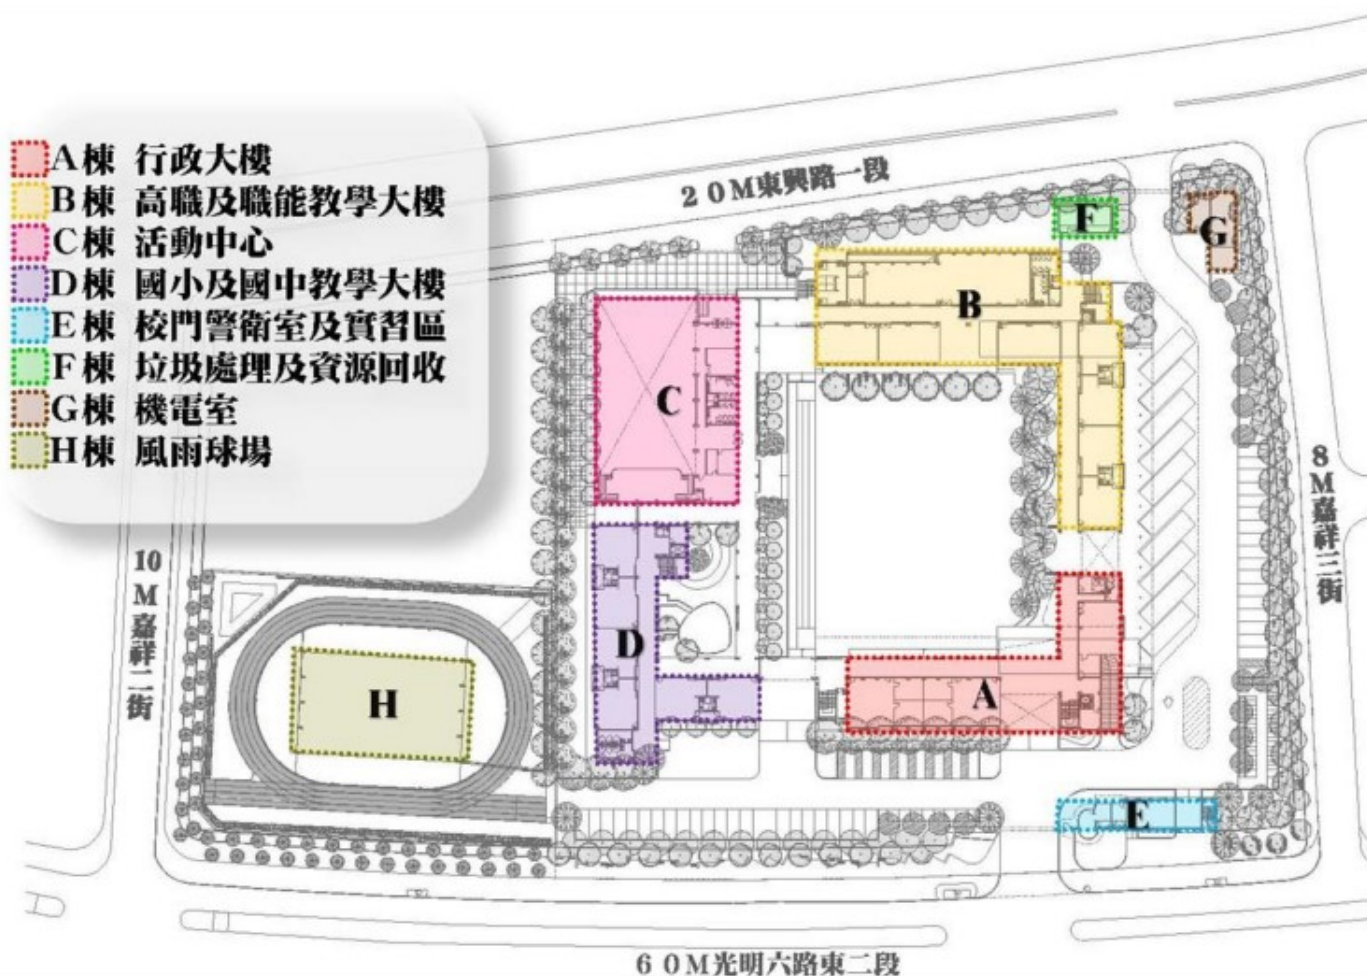 A棟 行政大樓
B棟 高職及職能教學大樓
C棟 活動中心
D棟 國小及國中教學大樓
E棟 校門警衛室及實習區
F棟 垃圾處理及資源回收
G棟 機電室
H棟 風雨球場
20M東興路一段
F
G
B
C
8M嘉祥三街
10M嘉祥二街
D
H
A
E
60M光明六路東二段